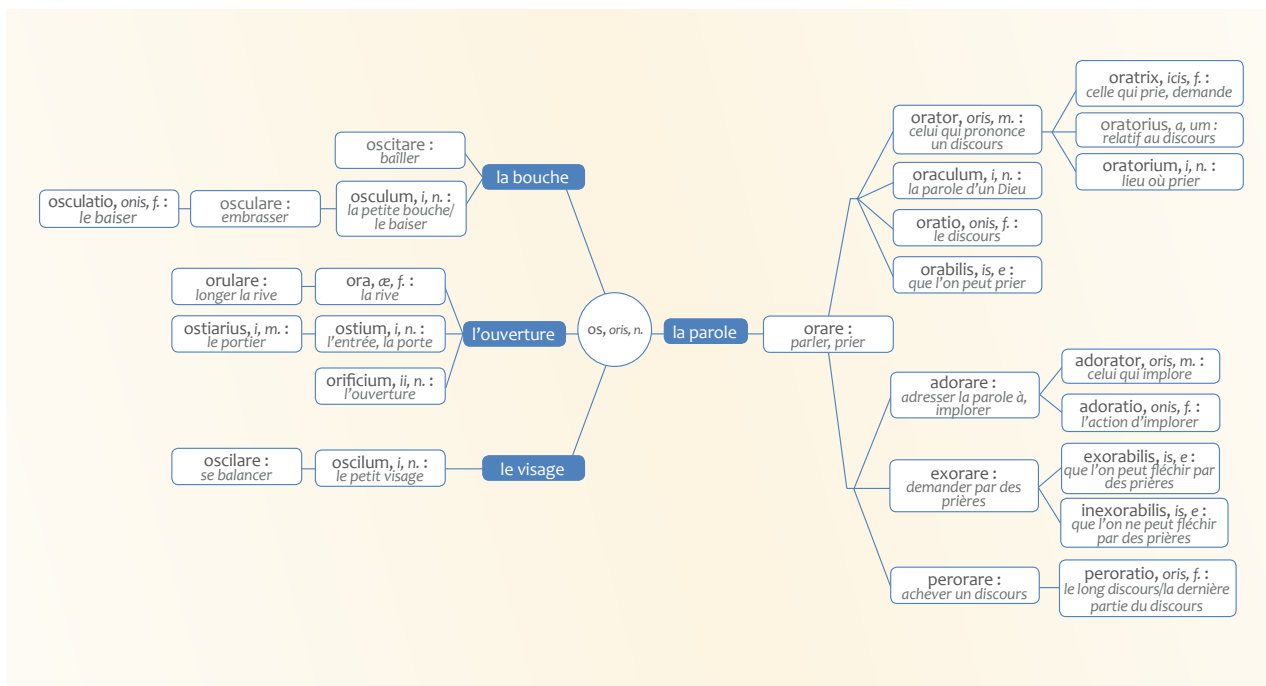 os, oris, n.
la bouche
oscitare :
baîller
osculum, i, n. :
la petite bouche/
le baiser
osculare :
embrasser
osculatio, onis, f. :
le baiser
l'ouverture
ora, æ, f. :
la rive
orulare :
longer la rive
ostium, i, n. :
l'entrée, la porte
ostiarius, i, m. :
le portier
orificium, ii, n. :
l'ouverture
le visage
oscilum, i, n. :
le petit visage
oscilare :
se balancer
la parole
orare :
parler, prier
orator, oris, m. :
celui qui prononce
un discours
oratrix, icis, f. :
celle qui prie, demande
oratorius, a, um :
relatif au discours
oratorium, i, n. :
lieu où prier
oraculum, i, n. :
la parole d'un Dieu
oratio, onis, f. :
le discours
orabilis, is, e :
que l'on peut prier
adorare :
adresser la parole à,
implorer
adorator, oris, m. :
celui qui implore
adoratio, onis, f. :
l'action d'implorer
exorare :
demander par des
prières
exorabilis, is, e :
que l'on peut fléchir par
des prières
inexorabilis, is, e :
que l'on ne peut fléchir
par des prières
perorare :
achever un discours
peroratio, oris, f. :
le long discours/la dernière
partie du discours